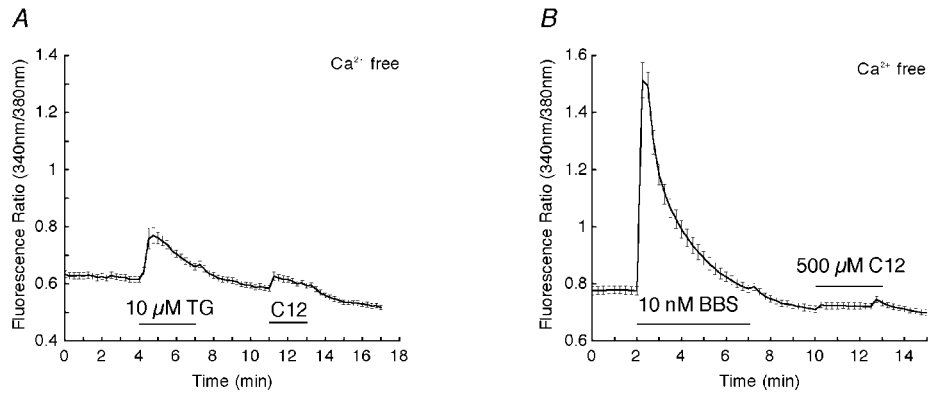 A
B
1.4
1.2
1
0.8
0.6
0.4
Fluorescence Ratio (340nm/380nm)
Ca²⁺ free
10 µM TG
C12
0 2 4 6 8 10 12 14 16 18
Time (min)
1.6
1.4
1.2
1.0
0.8
0.6
Fluorescence Ratio (340nm/380nm)
Ca²⁺ free
500 µM C12
10 nM BBS
0 2 4 6 8 10 12 14
Time (min)